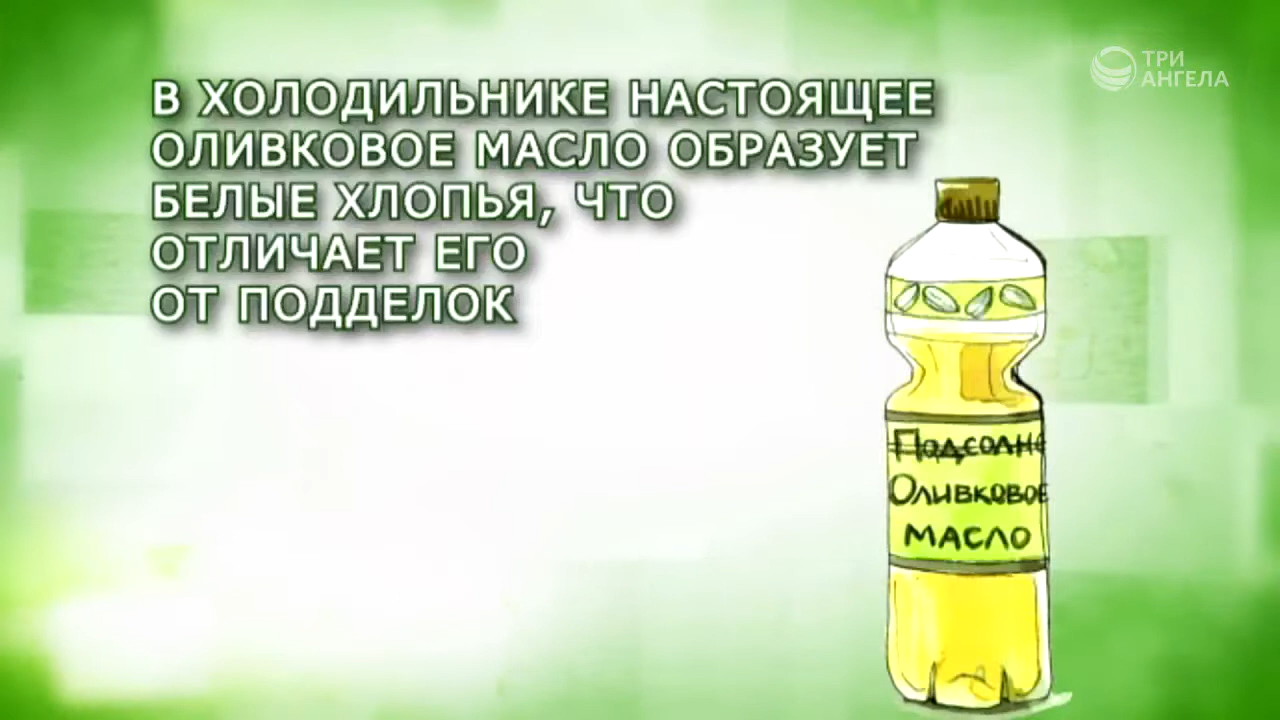 В ХОЛОДИЛЬНИКЕ НАСТОЯЩЕЕ
ОЛИВКОВОЕ МАСЛО ОБРАЗУЕТ
БЕЛЫЕ ХЛОПЬЯ, ЧТО
ОТЛИЧАЕТ ЕГО
ОТ ПОДДЕЛОК
ТРИ
АНГЕЛА
Подсолне
Оливковое
МАСЛО